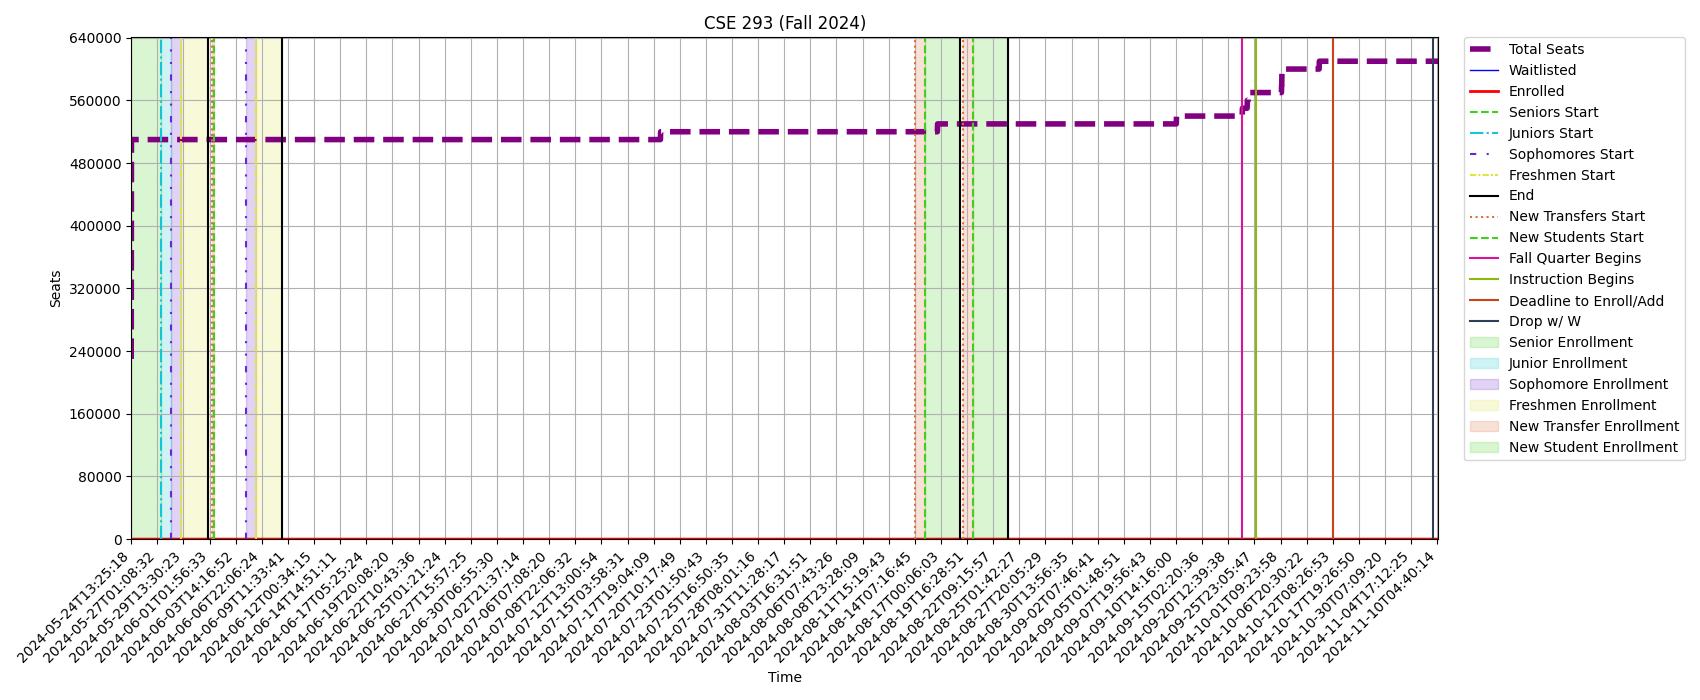 CSE 293 (Fall 2024)
640000
560000
480000
400000
320000
240000
160000
80000
0
Seats
2024-05-24T13:25:18
2024-05-27T01:08:32
2024-05-29T13:30:23
2024-06-01T01:56:33
2024-06-03T14:16:52
2024-06-06T22:06:24
2024-06-09T11:33:41
2024-06-12T00:34:15
2024-06-14T14:51:11
2024-06-17T05:25:24
2024-06-19T20:08:20
2024-06-22T10:43:36
2024-06-25T01:21:24
2024-06-27T15:57:25
2024-06-30T06:55:30
2024-07-02T21:37:14
2024-07-06T07:08:20
2024-07-08T22:06:32
2024-07-12T13:00:54
2024-07-15T03:58:31
2024-07-17T19:04:09
2024-07-20T10:17:49
2024-07-23T01:50:43
2024-07-25T16:50:35
2024-07-28T08:01:16
2024-07-31T11:28:17
2024-08-03T16:31:51
2024-08-06T07:43:26
2024-08-08T23:28:09
2024-08-11T15:19:43
2024-08-14T07:16:45
2024-08-17T00:06:03
2024-08-19T16:28:51
2024-08-22T09:15:57
2024-08-25T01:42:27
2024-08-27T20:05:29
2024-08-30T13:56:35
2024-09-02T07:46:41
2024-09-05T01:48:51
2024-09-07T19:56:43
2024-09-10T14:16:00
2024-09-15T02:20:36
2024-09-20T12:39:38
2024-09-25T23:05:47
2024-10-01T09:23:58
2024-10-06T20:30:22
2024-10-12T08:26:53
2024-10-17T19:26:50
2024-10-30T07:09:20
2024-11-04T17:12:25
2024-11-10T04:40:14
Time
Total Seats
Waitlisted
Enrolled
Seniors Start
Juniors Start
Sophomores Start
Freshmen Start
End
New Transfers Start
New Students Start
Fall Quarter Begins
Instruction Begins
Deadline to Enroll/Add
Drop w/ W
Senior Enrollment
Junior Enrollment
Sophomore Enrollment
Freshmen Enrollment
New Transfer Enrollment
New Student Enrollment